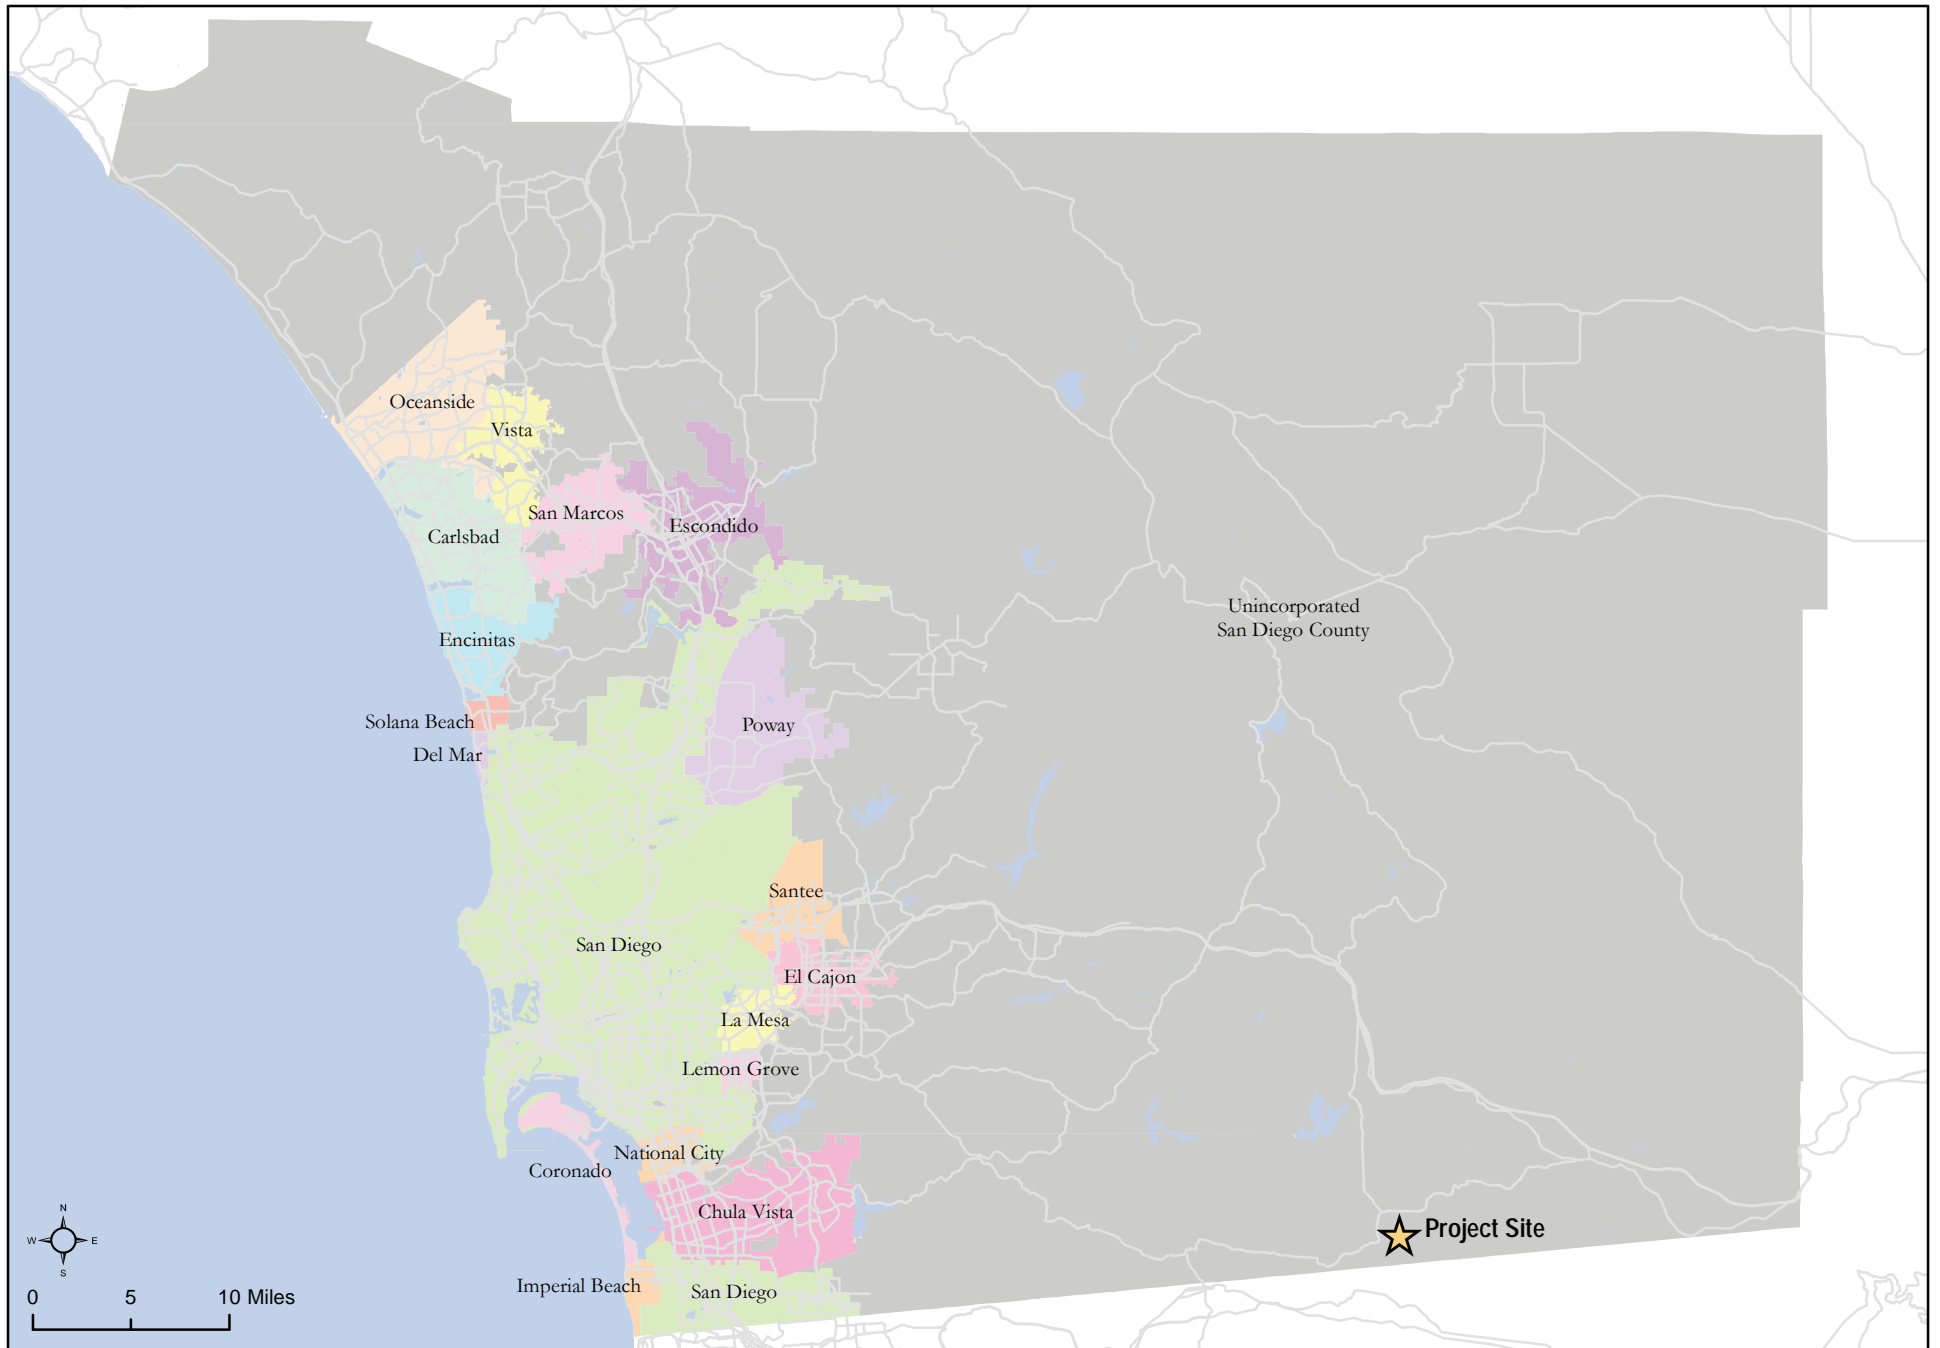 Oceanside
Vista
San Marcos
Escondido
Carlsbad
Unincorporated
San Diego County
Encinitas
Solana Beach
Poway
Del Mar
Santee
San Diego
El Cajon
La Mesa
Lemon Grove
National City
Coronado
Chula Vista
Project Site
Imperial Beach
San Diego
N
W E
S
0 5 10 Miles